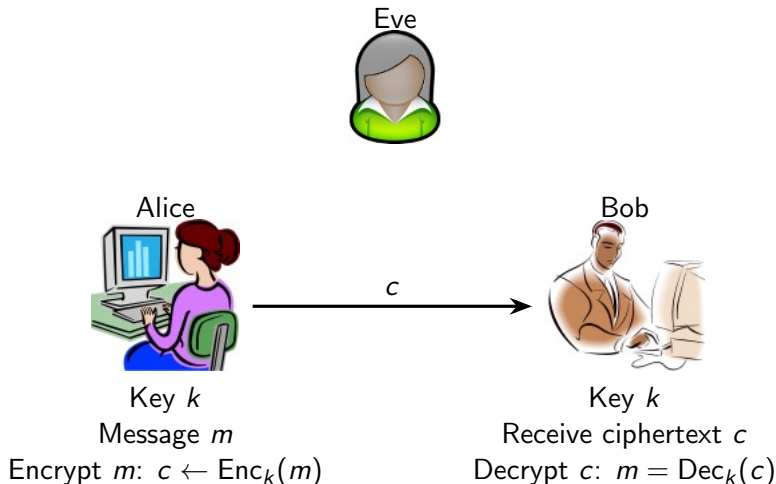 Eve
Alice
Bob
c
Key k
Message m
Encrypt m: c ← Enc_k(m)
Key k
Receive ciphertext c
Decrypt c: m = Dec_k(c)